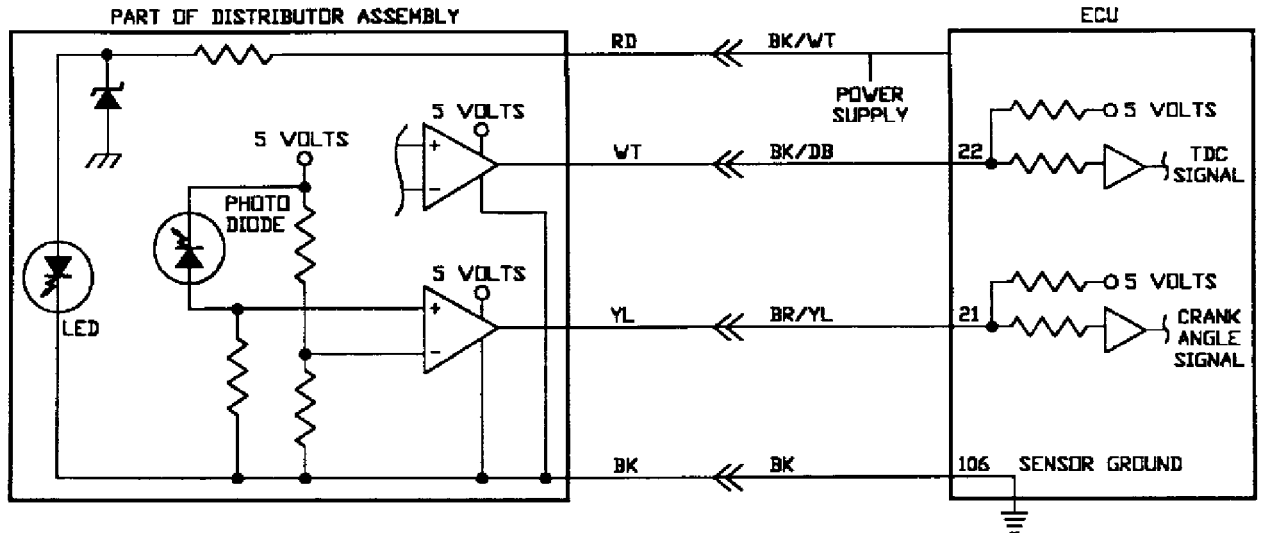 PART OF DISTRIBUTOR ASSEMBLY
ECU
RD
BK/WT
POWER
SUPPLY
5 VOLTS
5 VOLTS
PHOTO
DIODE
+
-
WT
BK/DB
22
5 VOLTS
TDC
SIGNAL
LED
5 VOLTS
+
-
YL
BR/YL
21
5 VOLTS
CRANK
ANGLE
SIGNAL
BK
BK
106
SENSOR GROUND